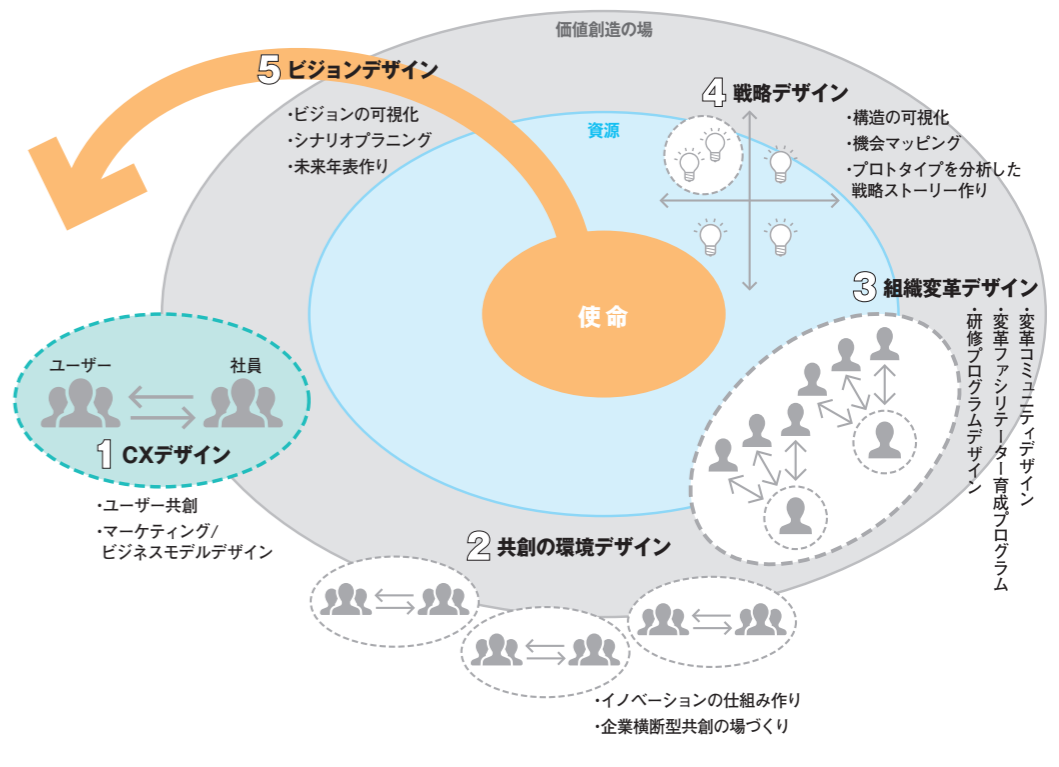 価値創造の場
資源
使命
5 ビジョンデザイン
・ビジョンの可視化
・シナリオプラニング
・未来年表作り
4 戦略デザイン
・構造の可視化
・機会マッピング
・プロトタイプを分析した
戦略ストーリー作り
3 組織変革デザイン
・変革コミュニティデザイン
・変革ファシリテーター育成プログラム
・研修プログラムデザイン
ユーザー
社員
1 CXデザイン
・ユーザー共創
・マーケティング/
ビジネスモデルデザイン
2 共創の環境デザイン
・イノベーションの仕組み作り
・企業横断型共創の場づくり